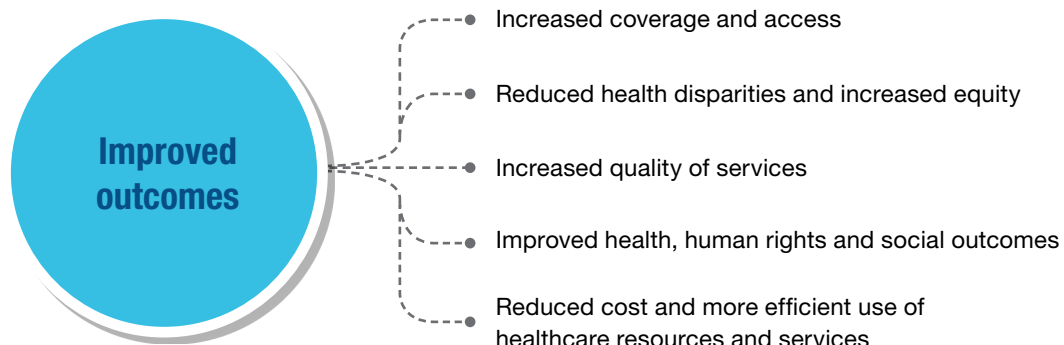 Improved
outcomes
Increased coverage and access
Reduced health disparities and increased equity
Increased quality of services
Improved health, human rights and social outcomes
Reduced cost and more efficient use of
healthcare resources and services